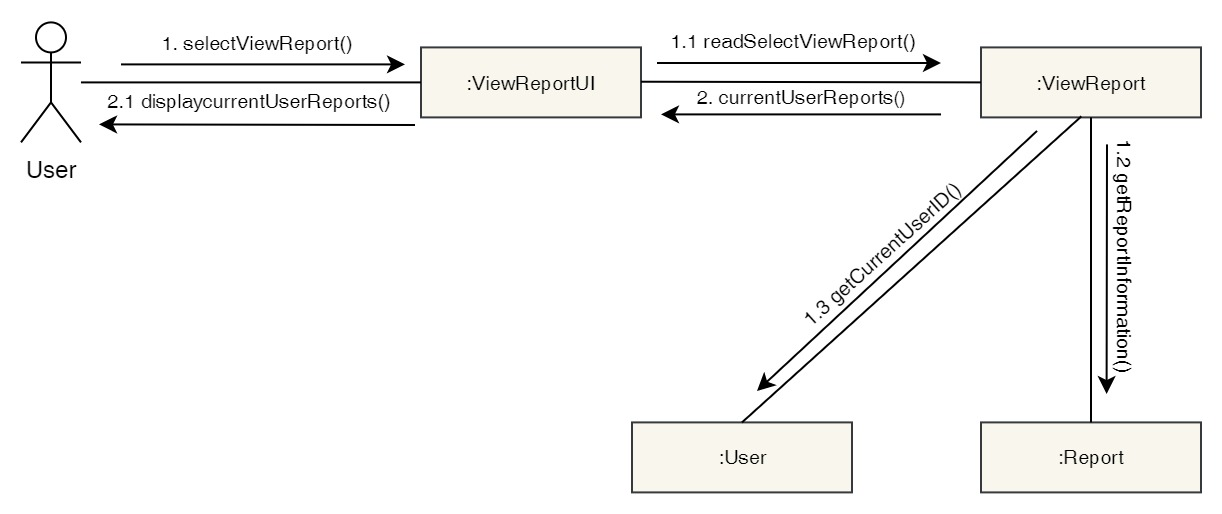 1. selectViewReport()
1.1 readSelectViewReport()
:ViewReportUI
:ViewReport
2.1 displaycurrentUserReports()
2. currentUserReports()
User
1.3 getCurrentUserID()
1.2 getReportInformation()
:User
:Report